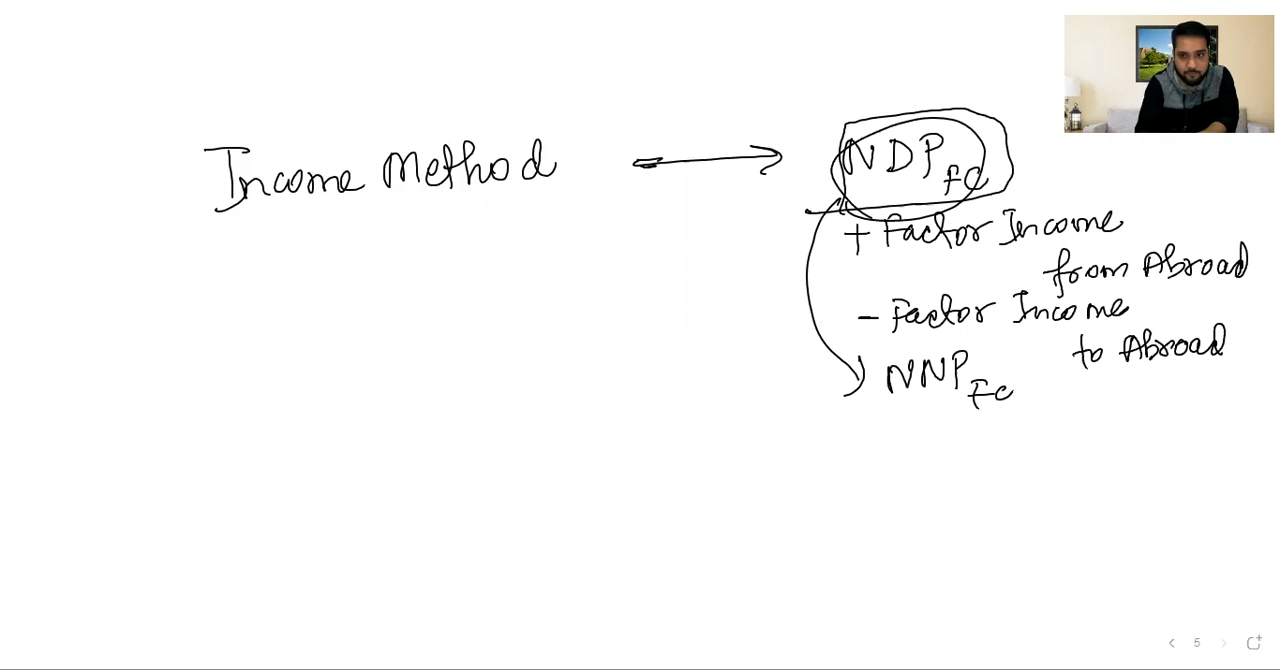 Income Method → NDP FC
+ Factor Income
from Abroad
- Factor Income
to Abroad
NNP FC
< 5 >